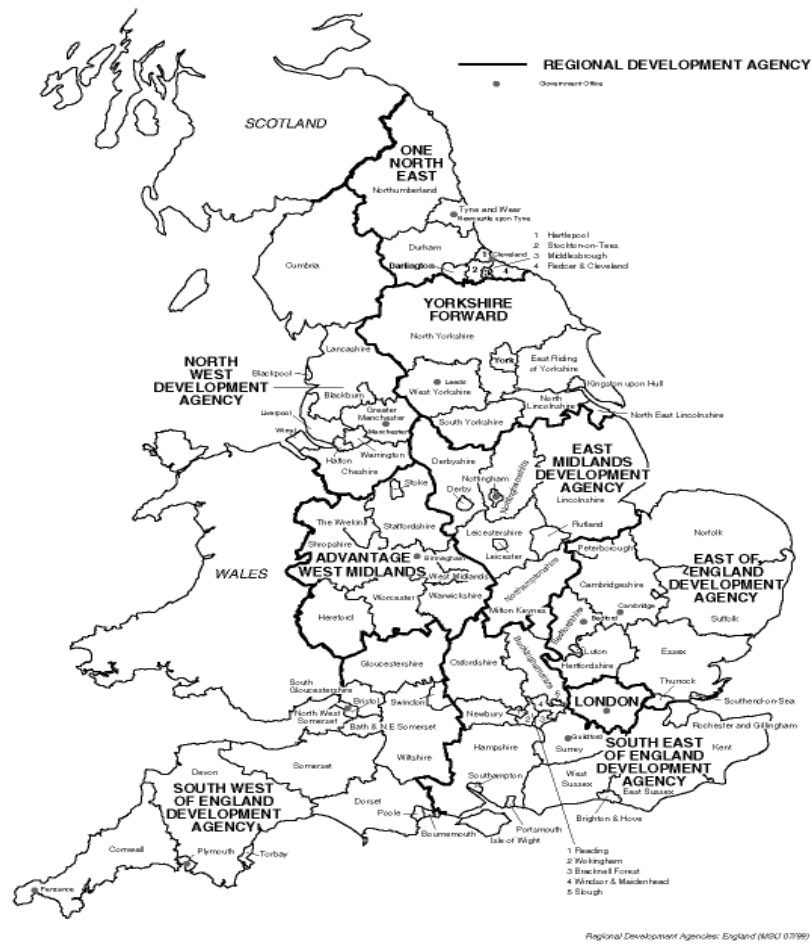 REGIONAL DEVELOPMENT AGENCY
Government Office
SCOTLAND
ONE
NORTH
EAST
Northumberland
Tyne and Wear
Newcastle upon Tyne
Durham
1 Hartlepool
2 Stockton-on-Tees
3 Middlesbrough
4 Redcar & Cleveland
1
Cleveland
Darlington
2
3
4
Cumbria
YORKSHIRE
FORWARD
North Yorkshire
Lancashire
York
East Riding
of Yorkshire
NORTH
WEST
DEVELOPMENT
AGENCY
Blackpool
Leeds
West Yorkshire
Kingston upon Hull
Blackburn
North
Lincolnshire
North East Lincolnshire
Liverpool
Greater
Manchester
Manchester
South Yorkshire
Wirral
Warrington
Halton
Cheshire
EAST
MIDLANDS
DEVELOPMENT
AGENCY
Derbyshire
Nottingham
Nottinghamshire
Derby
Lincolnshire
Stoke
The Wrekin
Staffordshire
Shropshire
Leicestershire
Rutland
Leicester
Norfolk
Peterborough
EAST OF
ENGLAND
DEVELOPMENT
AGENCY
WALES
ADVANTAGE
WEST MIDLANDS
Birmingham
West Midlands
Northamptonshire
Cambridgeshire
Hereford
Worcester
Warwickshire
Milton Keynes
Cambridge
Bedford
Bedfordshire
Suffolk
Gloucestershire
Oxfordshire
Buckinghamshire
Luton
Hertfordshire
Essex
Thurrock
South
Gloucestershire
Bristol
Swindon
North West
Somerset
Bath & N.E Somerset
Newbury
LONDON
Southend-on-Sea
Rochester and Gillingham
Wiltshire
Hampshire
Guildford
Surrey
SOUTH EAST
OF ENGLAND
DEVELOPMENT
AGENCY
Kent
Somerset
Devon
SOUTH WEST
OF ENGLAND
DEVELOPMENT
AGENCY
Southampton
West
Sussex
East Sussex
Dorset
Poole
Brighton & Hove
Bournemouth
Portsmouth
Isle of Wight
Cornwall
Plymouth
Torbay
Penzance
1 Reading
2 Wokingham
3 Bracknell Forest
4 Windsor & Maidenhead
5 Slough
Regional Development Agencies: England (MSU 07/98)